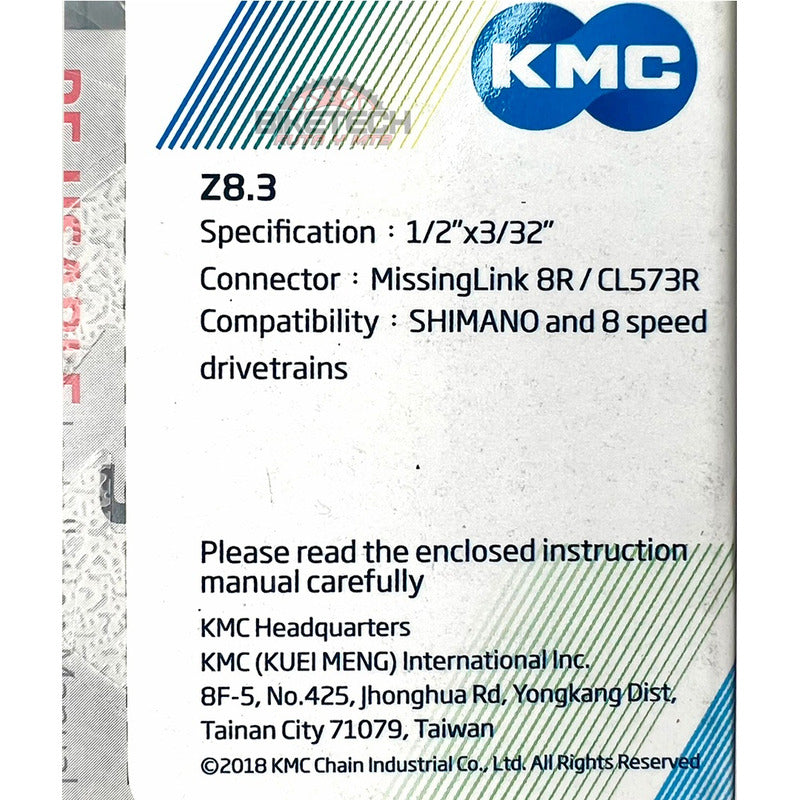 KMC
BIKETECH
Z8.3
Specification : 1/2”x3/32”
Connector : MissingLink 8R / CL573R
Compatibility : SHIMANO and 8 speed
drivetrains
Please read the enclosed instruction
manual carefully
KMC Headquarters
KMC (KUEI MENG) International Inc.
8F-5, No.425, Jhonghua Rd, Yongkang Dist,
Tainan City 71079, Taiwan
©2018 KMC Chain Industrial Co., Ltd. All Rights Reserved